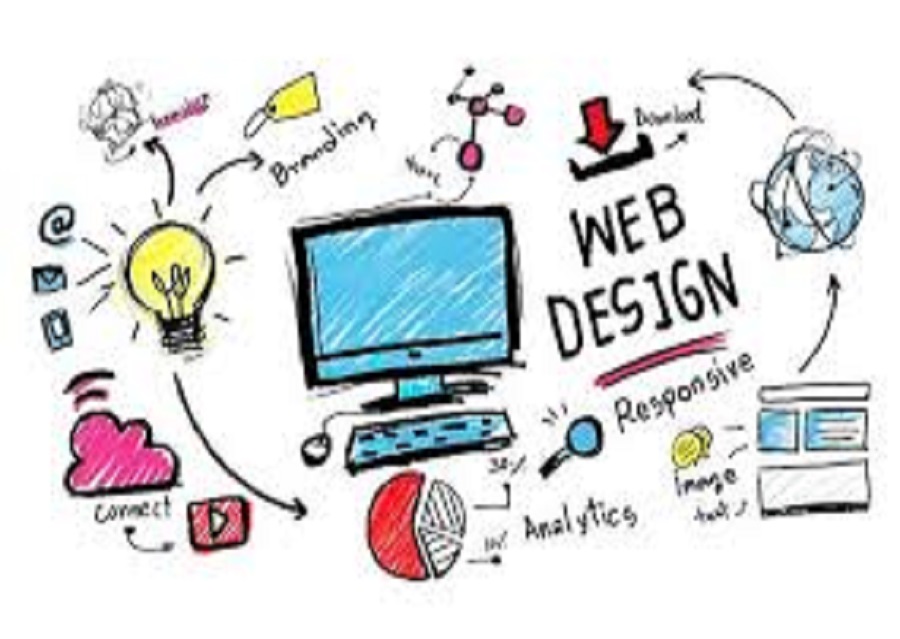 Branding
Download
WEB
DESIGN
Responsive
@
Image
Connect
Analytics